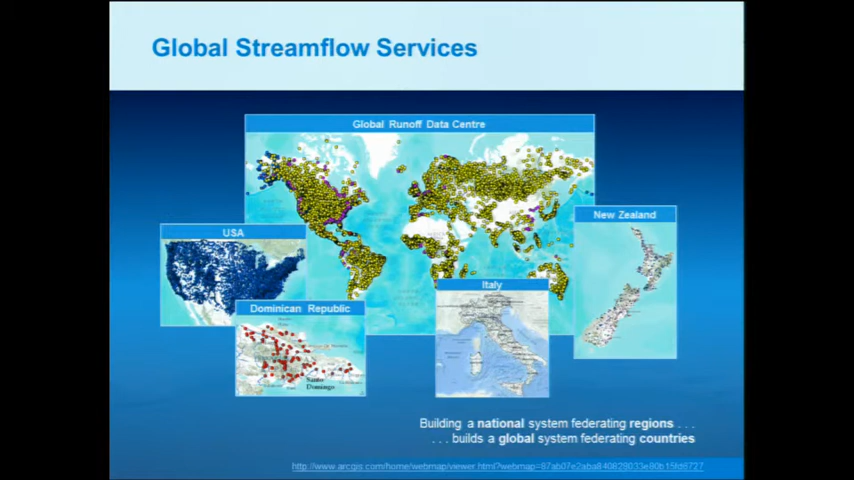 Global Streamflow Services
Global Runoff Data Centre
New Zealand
USA
Italy
Dominican Republic
Santo
Domingo
Building a national system federating regions . . .
. . . builds a global system federating countries